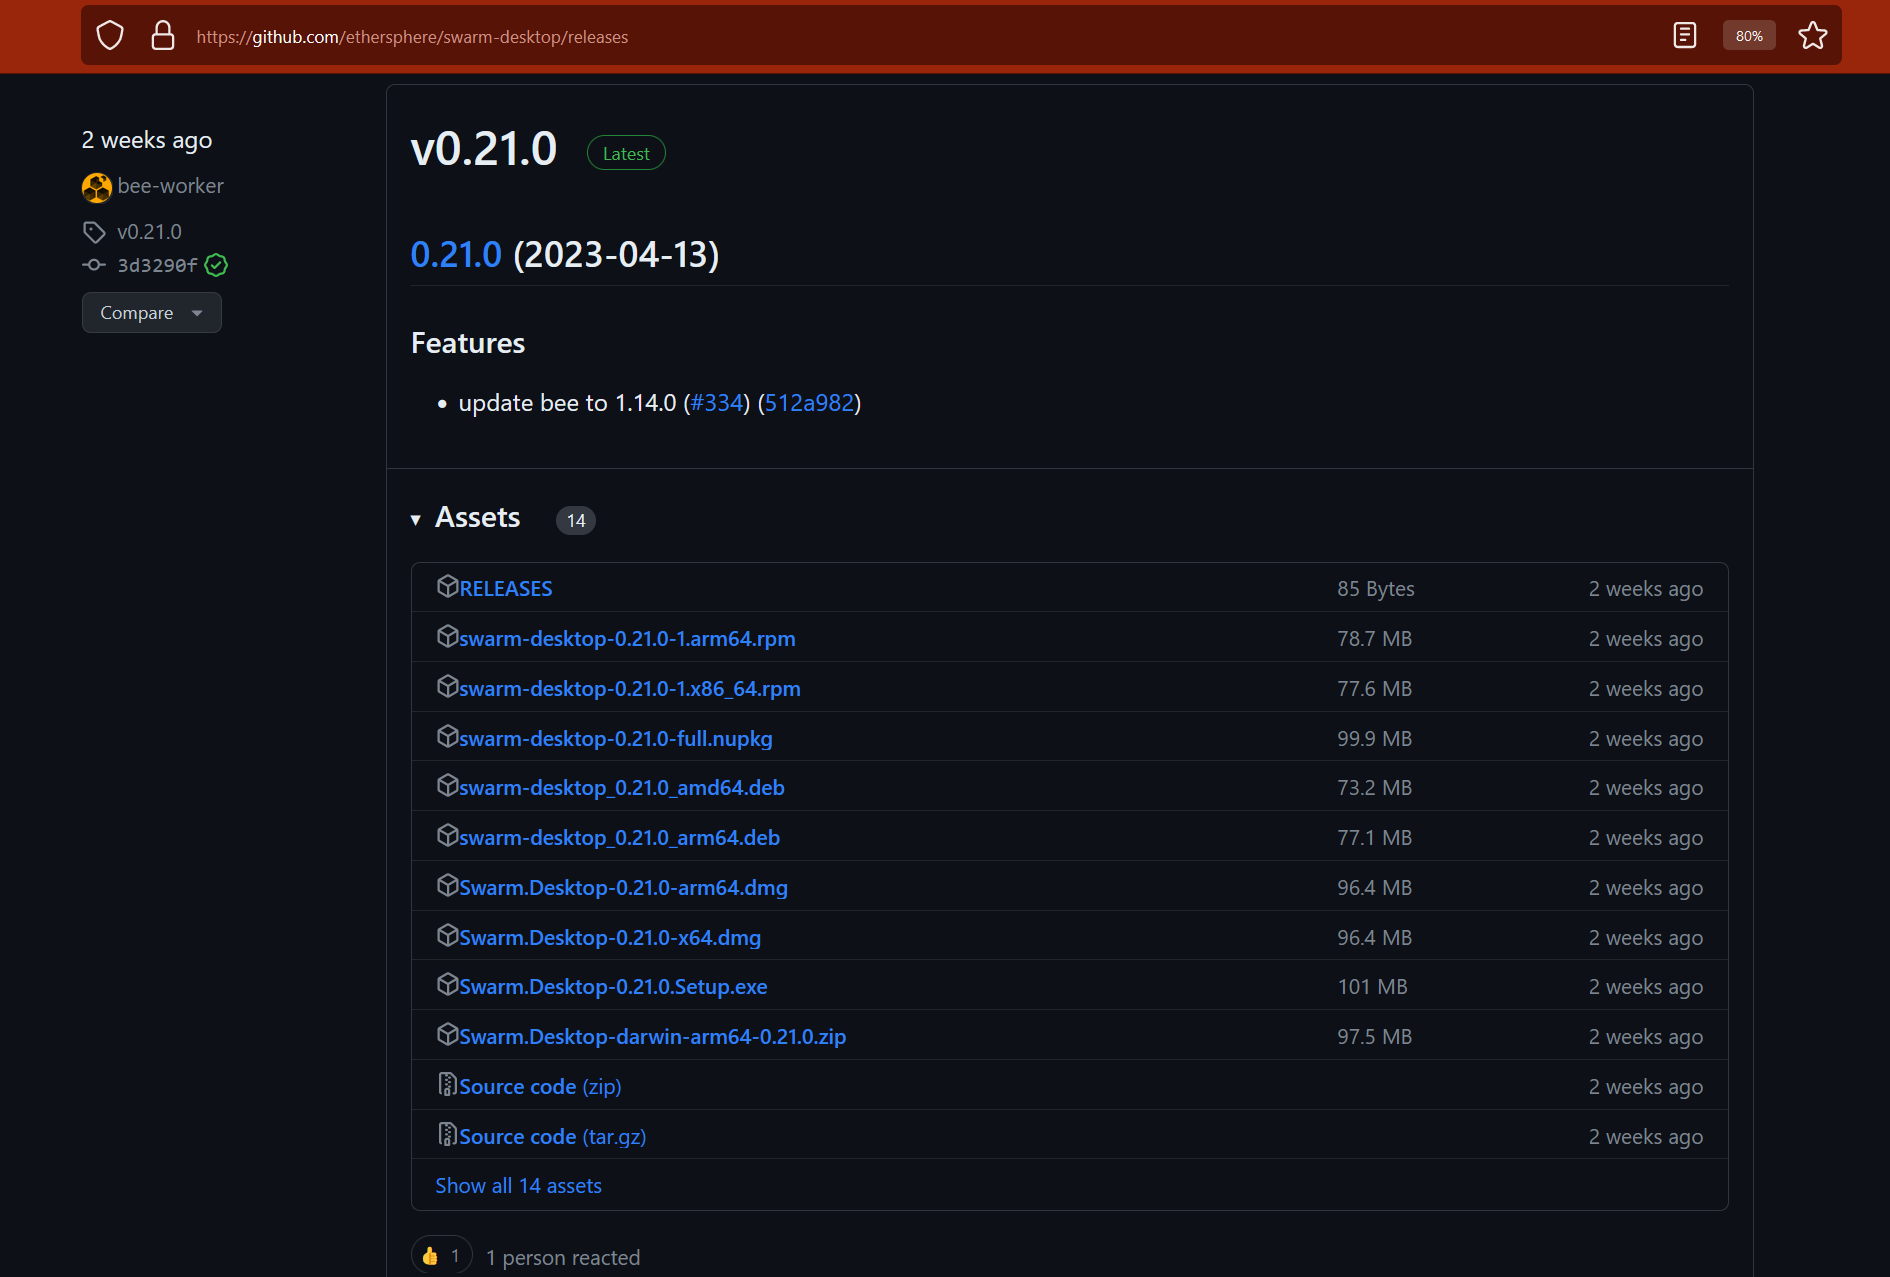 https://github.com/ethersphere/swarm-desktop/releases
80%
2 weeks ago
bee-worker
v0.21.0
3d3290f
Compare
v0.21.0 Latest
0.21.0 (2023-04-13)
Features
• update bee to 1.14.0 (#334) (512a982)
Assets 14
RELEASES 85 Bytes 2 weeks ago
swarm-desktop-0.21.0-1.arm64.rpm 78.7 MB 2 weeks ago
swarm-desktop-0.21.0-1.x86_64.rpm 77.6 MB 2 weeks ago
swarm-desktop-0.21.0-full.nupkg 99.9 MB 2 weeks ago
swarm-desktop_0.21.0_amd64.deb 73.2 MB 2 weeks ago
swarm-desktop_0.21.0_arm64.deb 77.1 MB 2 weeks ago
Swarm.Desktop-0.21.0-arm64.dmg 96.4 MB 2 weeks ago
Swarm.Desktop-0.21.0-x64.dmg 96.4 MB 2 weeks ago
Swarm.Desktop-0.21.0.Setup.exe 101 MB 2 weeks ago
Swarm.Desktop-darwin-arm64-0.21.0.zip 97.5 MB 2 weeks ago
Source code (zip) 2 weeks ago
Source code (tar.gz) 2 weeks ago
Show all 14 assets
👍 1 1 person reacted